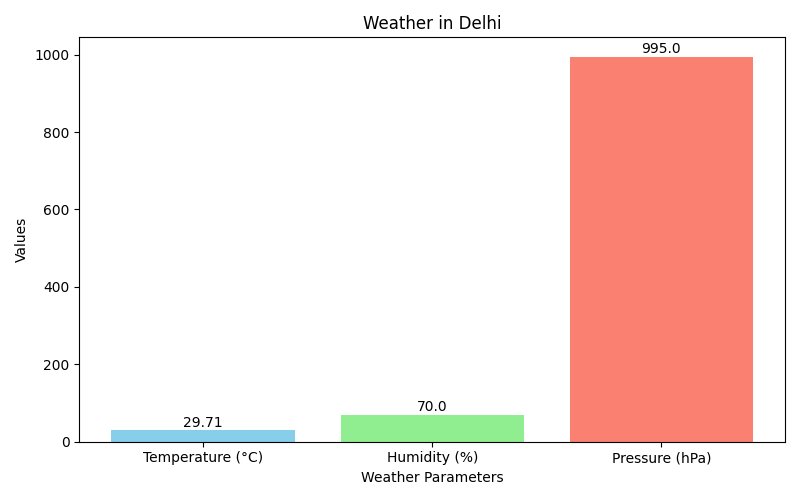 Weather in Delhi
995.0
1000
800
600
400
200
0
Values
29.71
70.0
Temperature (°C)
Humidity (%)
Pressure (hPa)
Weather Parameters